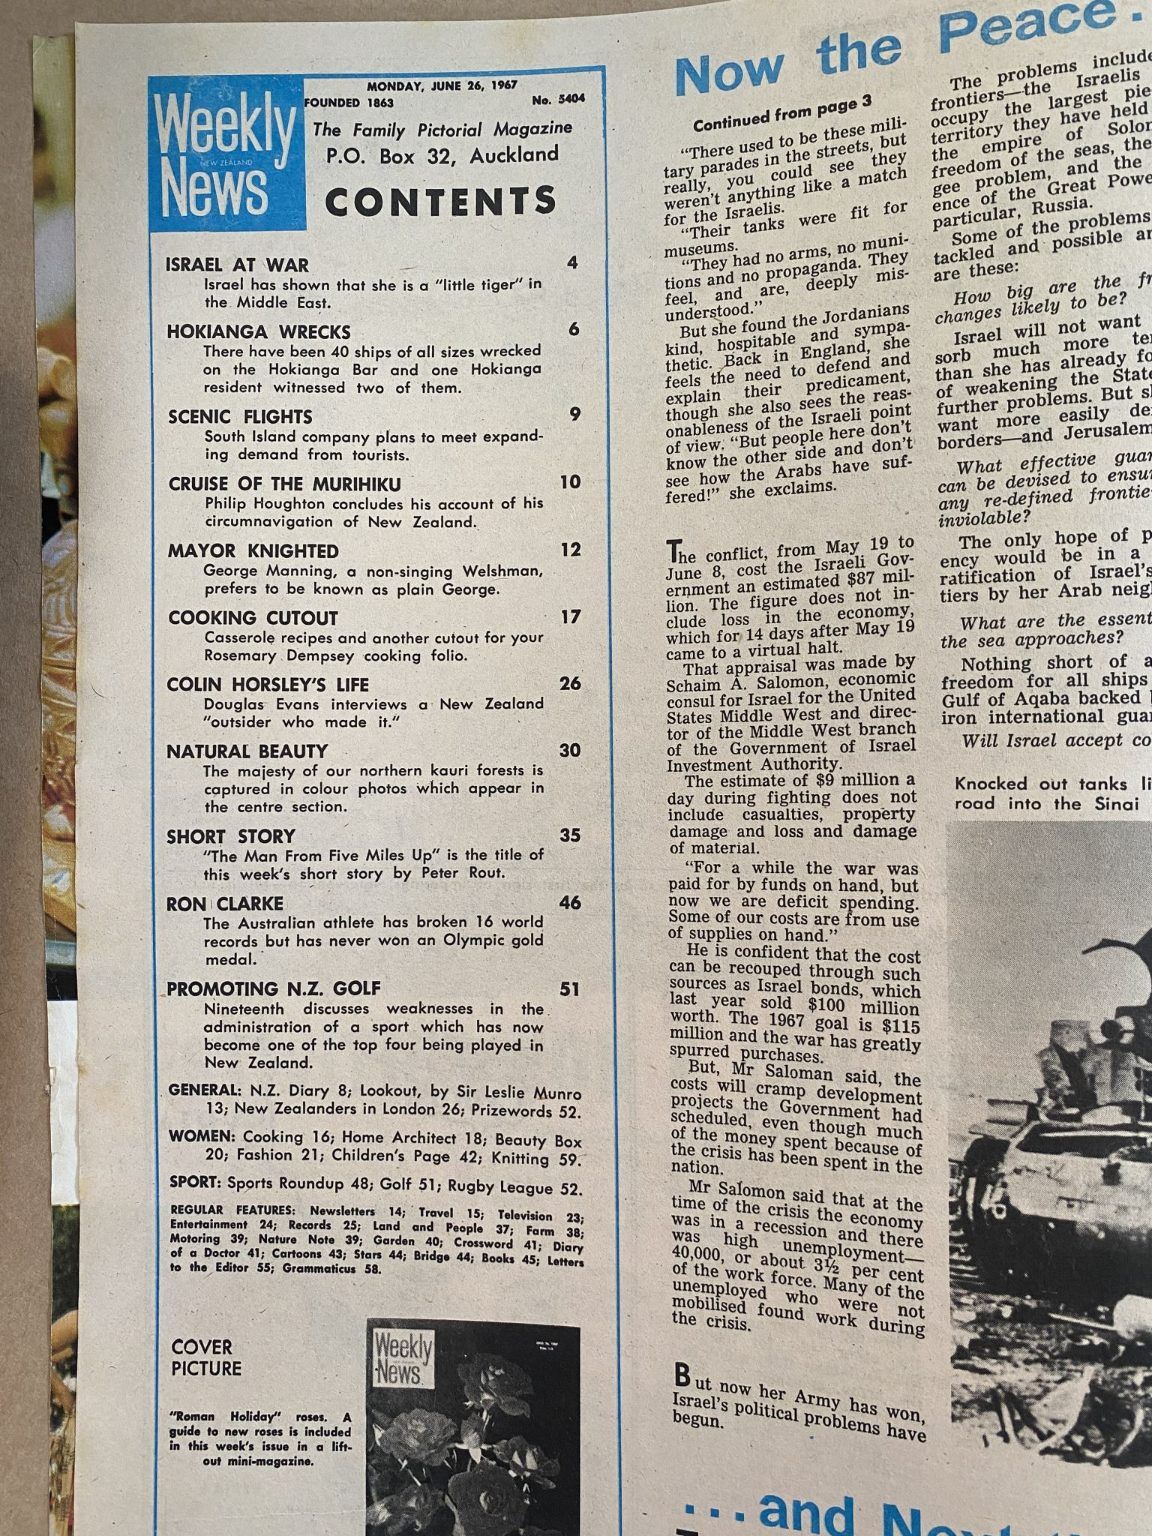 Weekly
NEW ZEALAND
News
MONDAY, JUNE 26, 1967
FOUNDED 1863 No. 5404
The Family Pictorial Magazine
P.O. Box 32, Auckland
CONTENTS
ISRAEL AT WAR 4
Israel has shown that she is a "little tiger" in
the Middle East.
HOKIANGA WRECKS 6
There have been 40 ships of all sizes wrecked
on the Hokianga Bar and one Hokianga
resident witnessed two of them.
SCENIC FLIGHTS 9
South Island company plans to meet expand-
ing demand from tourists.
CRUISE OF THE MURIHIKU 10
Philip Houghton concludes his account of his
circumnavigation of New Zealand.
MAYOR KNIGHTED 12
George Manning, a non-singing Welshman,
prefers to be known as plain George.
COOKING CUTOUT 17
Casserole recipes and another cutout for your
Rosemary Dempsey cooking folio.
COLIN HORSLEY'S LIFE 26
Douglas Evans interviews a New Zealand
"outsider who made it."
NATURAL BEAUTY 30
The majesty of our northern kauri forests is
captured in colour photos which appear in
the centre section.
SHORT STORY 35
"The Man From Five Miles Up" is the title of
this week's short story by Peter Rout.
RON CLARKE 46
The Australian athlete has broken 16 world
records but has never won an Olympic gold
medal.
PROMOTING N.Z. GOLF 51
Nineteenth discusses weaknesses in the
administration of a sport which has now
become one of the top four being played in
New Zealand.
GENERAL: N.Z. Diary 8; Lookout, by Sir Leslie Munro
13; New Zealanders in London 26; Prizewords 52.
WOMEN: Cooking 16; Home Architect 18; Beauty Box
20; Fashion 21; Children's Page 42; Knitting 59.
SPORT: Sports Roundup 48; Golf 51; Rugby League 52.
REGULAR FEATURES: Newsletters 14; Travel 15; Television 23;
Entertainment 24; Records 25; Land and People 37; Farm 38;
Motoring 39; Nature Note 39; Garden 40; Crossword 41; Diary
of a Doctor 41; Cartoons 43; Stars 44; Bridge 44; Books 45; Letters
to the Editor 55; Grammaticus 58.
COVER
PICTURE
"Roman Holiday" roses. A
guide to new roses is included
in this week's issue in a lift-
out mini-magazine.
Weekly
News
Now the Peace .
Continued from page 3
"There used to be these mili-
tary parades in the streets, but
really, you could see they
weren't anything like a match
for the Israelis.
"Their tanks were fit for
museums.
"They had no arms, no muni-
tions and no propaganda. They
feel, and are, deeply mis-
understood."
But she found the Jordanians
kind, hospitable and sympa-
thetic. Back in England, she
feels the need to defend and
explain their predicament,
though she also sees the reas-
onableness of the Israeli point
of view. "But people here don't
know the other side and don't
see how the Arabs have suf-
fered!" she exclaims.
The conflict, from May 19 to
June 8, cost the Israeli Gov-
ernment an estimated $87 mil-
lion. The figure does not in-
clude loss in the economy,
which for 14 days after May 19
came to a virtual halt.
That appraisal was made by
Schaim A. Salomon, economic
consul for Israel for the United
States Middle West and direc-
tor of the Middle West branch
of the Government of Israel
Investment Authority.
The estimate of $9 million a
day during fighting does not
include casualties, property
damage and loss and damage
of material.
"For a while the war was
paid for by funds on hand, but
now we are deficit spending.
Some of our costs are from use
of supplies on hand."
He is confident that the cost
can be recouped through such
sources as Israel bonds, which
last year sold $100 million
worth. The 1967 goal is $115
million and the war has greatly
spurred purchases.
But, Mr Saloman said, the
costs will cramp development
projects the Government had
scheduled, even though much
of the money spent because of
the crisis has been spent in the
nation.
Mr Salomon said that at the
time of the crisis the economy
was in a recession and there
was high unemployment—
40,000, or about 3½ per cent
of the work force. Many of the
unemployed who were not
mobilised found work during
the crisis.
But now her Army has won,
Israel's political problems have
begun.
The problems include
frontiers—the Israelis
occupy the largest pie
territory they have held
the empire of Solom
freedom of the seas, the
gee problem, and the
ence of the Great Powe
particular, Russia.
Some of the problems
tackled and possible an
are these:
How big are the fr
changes likely to be?
Israel will not want
sorb much more ter
than she has already fo
of weakening the State
further problems. But sh
want more easily de
borders—and Jerusalem
What effective guar
can be devised to ensur
any re-defined frontie
inviolable?
The only hope of p
ency would be in a
ratification of Israel's
tiers by her Arab neigh
What are the essent
the sea approaches?
Nothing short of a
freedom for all ships
Gulf of Aqaba backed
iron international guar
Will Israel accept co
Knocked out tanks li
road into the Sinai
...and Next